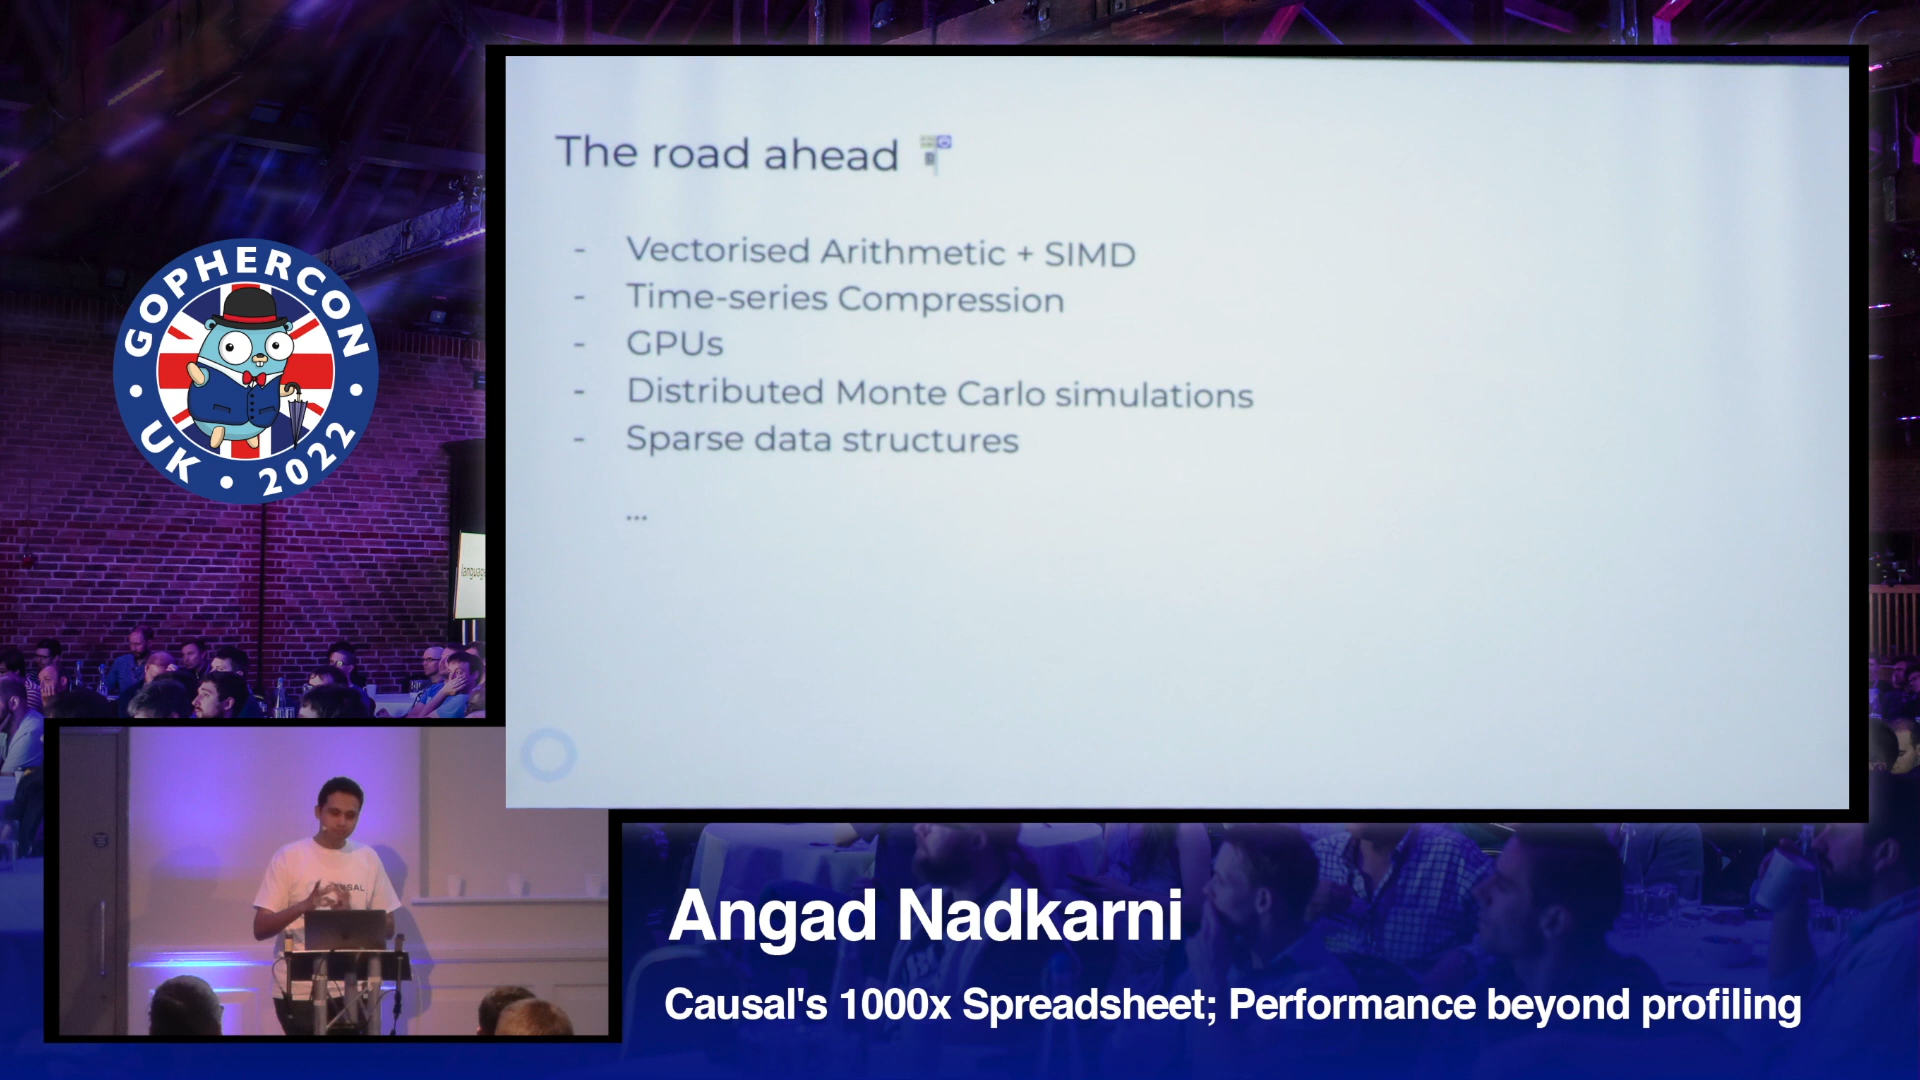 GOPHERCON
UK • 2022
The road ahead
- Vectorised Arithmetic + SIMD
- Time-series Compression
- GPUs
- Distributed Monte Carlo simulations
- Sparse data structures
...
language
Angad Nadkarni
Causal's 1000x Spreadsheet; Performance beyond profiling